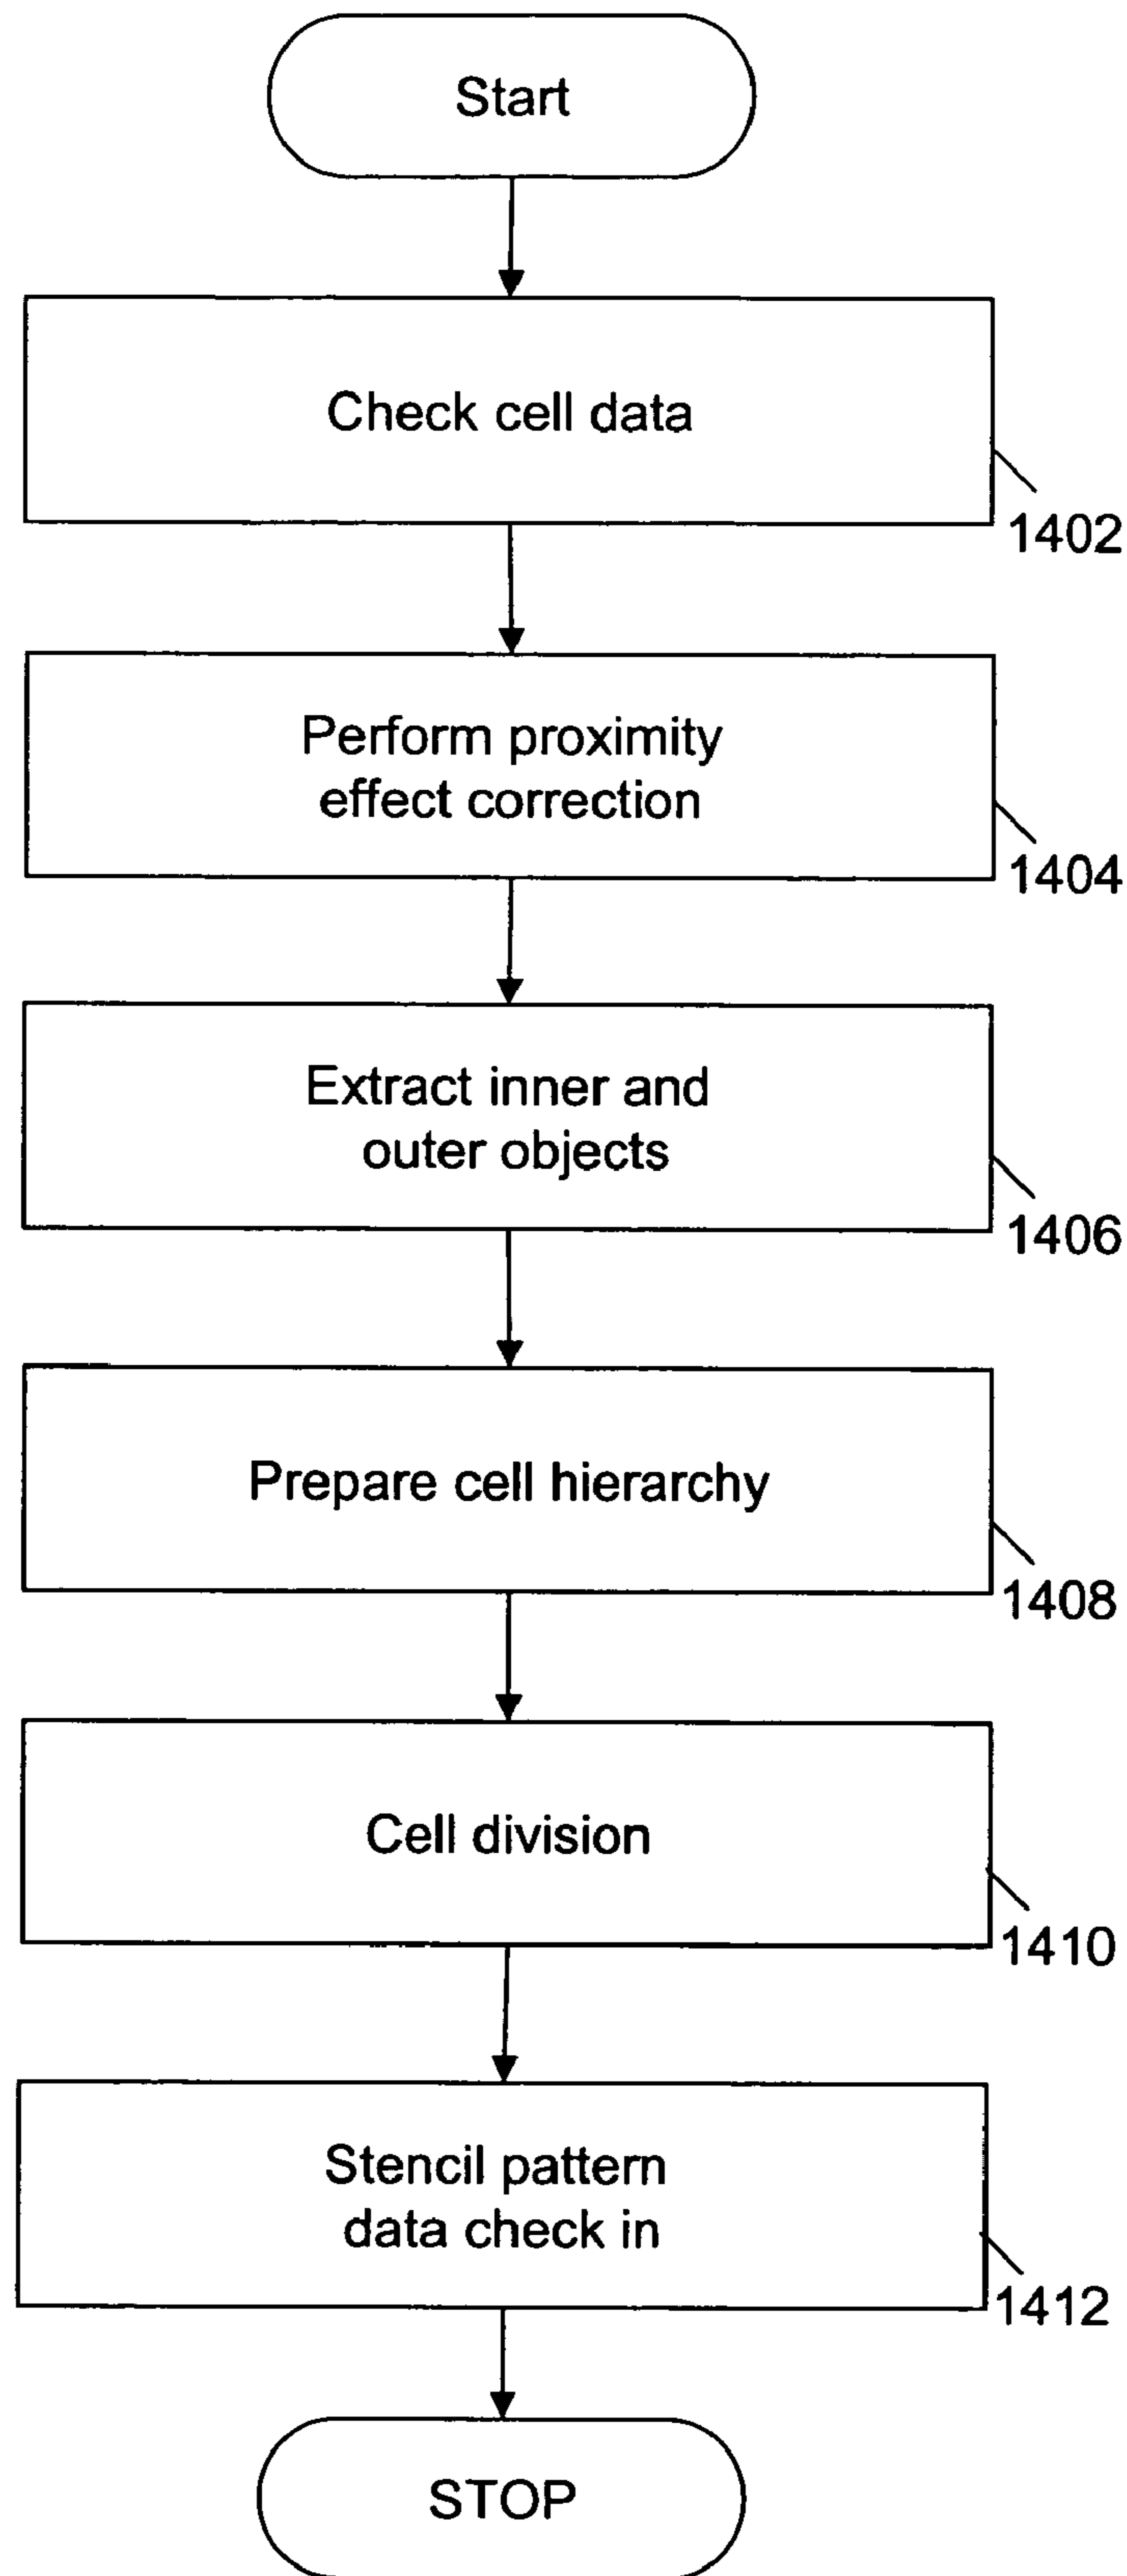 Start
Check cell data
1402
Perform proximity
effect correction
1404
Extract inner and
outer objects
1406
Prepare cell hierarchy
1408
Cell division
1410
Stencil pattern
data check in
1412
STOP